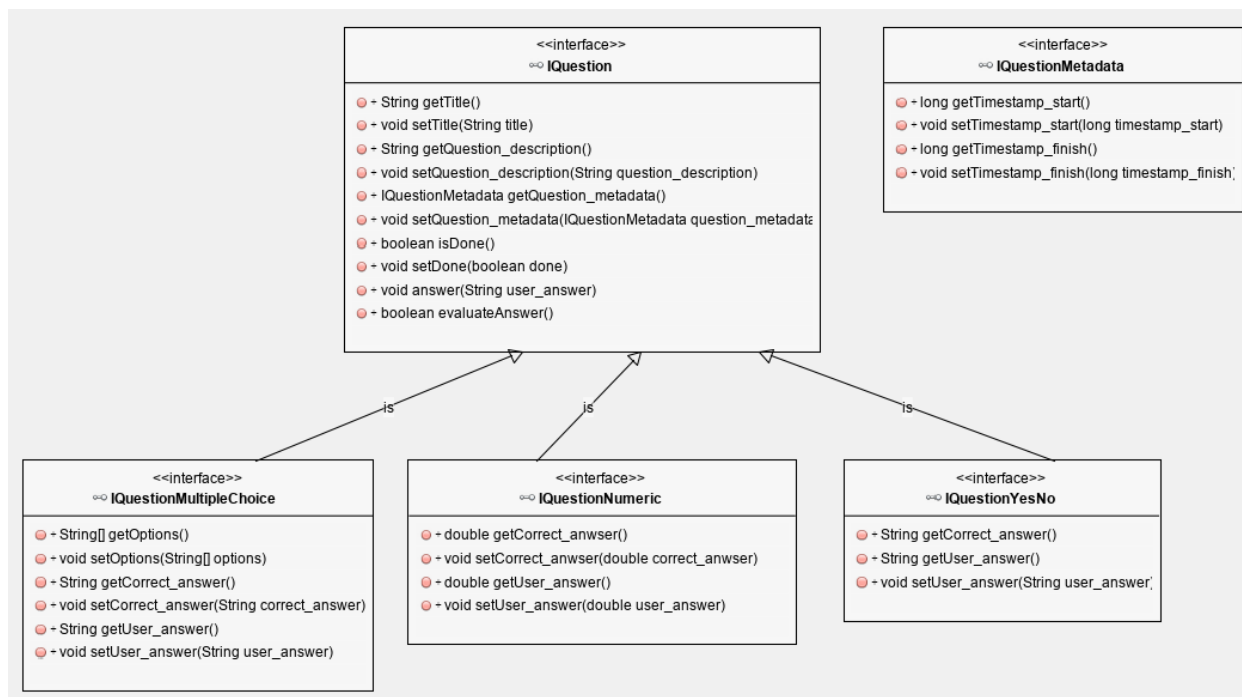 <<interface>>
IQuestion
+ String getTitle()
+ void setTitle(String title)
+ String getQuestion_description()
+ void setQuestion_description(String question_description)
+ IQuestionMetadata getQuestion_metadata()
+ void setQuestion_metadata(IQuestionMetadata question_metadata
+ boolean isDone()
+ void setDone(boolean done)
+ void answer(String user_answer)
+ boolean evaluateAnswer()
<<interface>>
IQuestionMetadata
+ long getTimestamp_start()
+ void setTimestamp_start(long timestamp_start)
+ long getTimestamp_finish()
+ void setTimestamp_finish(long timestamp_finish)
is
is
is
<<interface>>
IQuestionMultipleChoice
+ String[] getOptions()
+ void setOptions(String[] options)
+ String getCorrect_answer()
+ void setCorrect_answer(String correct_answer)
+ String getUser_answer()
+ void setUser_answer(String user_answer)
<<interface>>
IQuestionNumeric
+ double getCorrect_anwser()
+ void setCorrect_anwser(double correct_anwser)
+ double getUser_answer()
+ void setUser_answer(double user_answer)
<<interface>>
IQuestionYesNo
+ String getCorrect_answer()
+ String getUser_answer()
+ void setUser_answer(String user_answer)